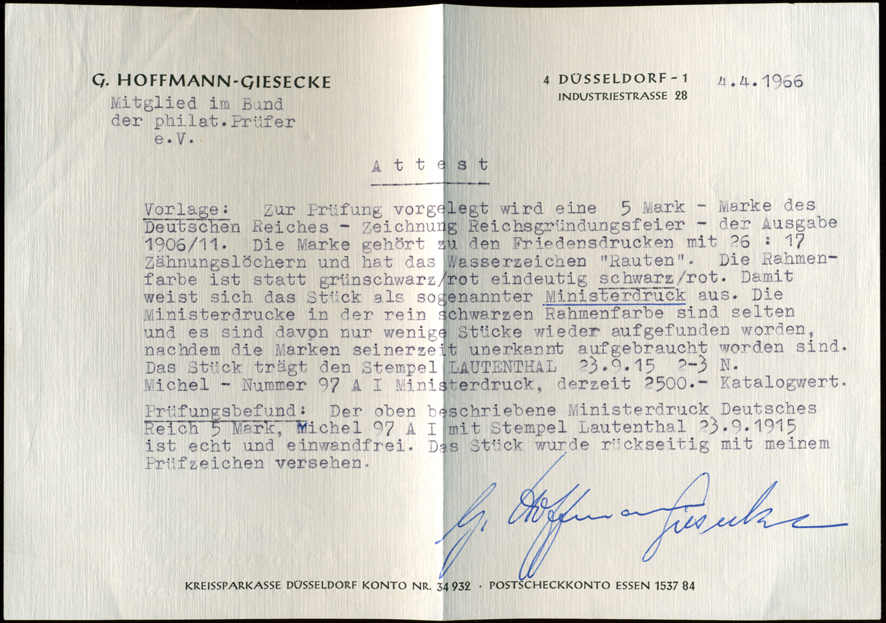 G. HOFFMANN-GIESECKE
4 DÜSSELDORF-1 4.4.1966
INDUSTRIESTRASSE 28
Mitglied im Bund
der philat.Prüfer
e.V.
Attest
Vorlage: Zur Prüfung vorgelegt wird eine 5 Mark - Marke des
Deutschen Reiches - Zeichnung Reichsgründungsfeier - der Ausgabe
1906/11. Die Marke gehört zu den Friedensdrucken mit 26 : 17
Zähnungslöchern und hat das Wasserzeichen "Rauten". Die Rahmen-
farbe ist statt grünschwarz/rot eindeutig schwarz/rot. Damit
weist sich das Stück als sogenannter Ministerdruck aus. Die
Ministerdrucke in der rein schwarzen Rahmenfarbe sind selten
und es sind davon nur wenige Stücke wieder aufgefunden worden,
nachdem die Marken seinerzeit unerkannt aufgebraucht worden sind.
Das Stück trägt den Stempel LAUTENTHAL 23.9.15 2-3 N.
Michel - Nummer 97 A I Ministerdruck, derzeit 2500.- Katalogwert.
Prüfungsbefund: Der oben beschriebene Ministerdruck Deutsches
Reich 5 Mark, Michel 97 A I mit Stempel Lautenthal 23.9.1915
ist echt und einwandfrei. Das Stück wurde rückseitig mit meinem
Prüfzeichen versehen.
G. Hoffmann Giesecke
KREISSPARKASSE DÜSSELDORF KONTO NR. 34 932 · POSTSCHECKKONTO ESSEN 1537 84